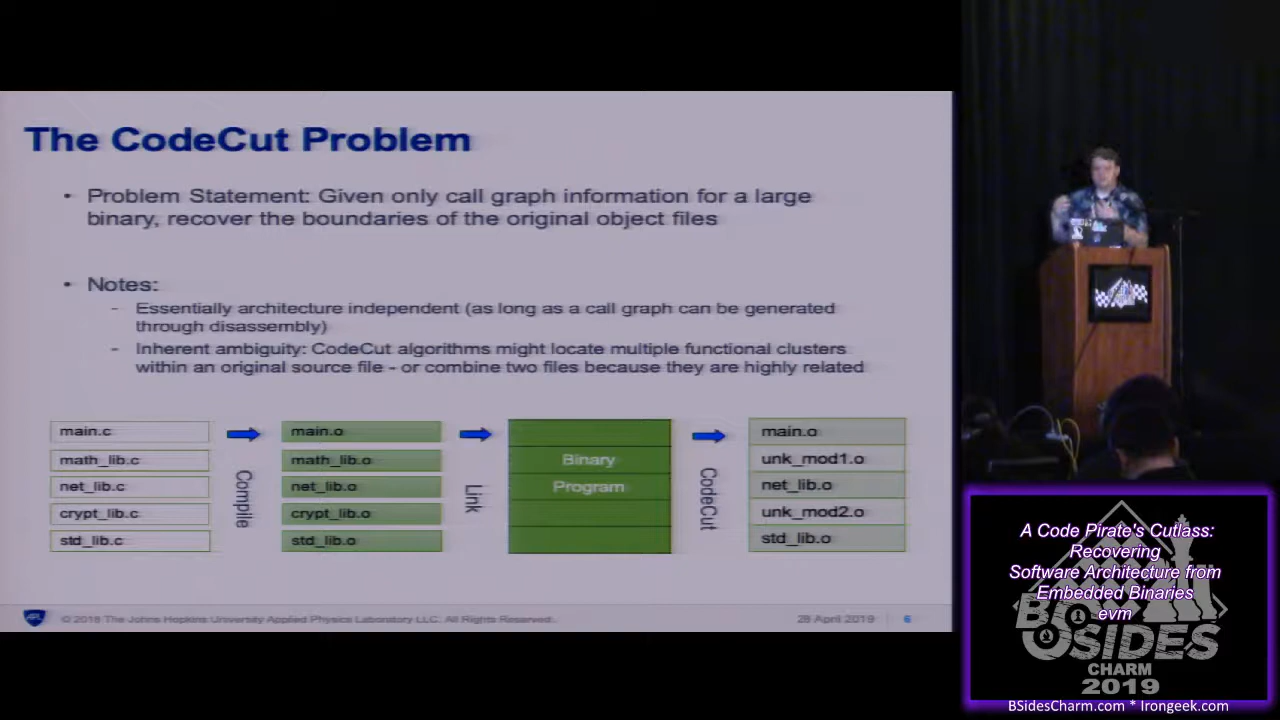 The CodeCut Problem
• Problem Statement: Given only call graph information for a large
binary, recover the boundaries of the original object files
• Notes:
- Essentially architecture independent (as long as a call graph can be generated
through disassembly)
- Inherent ambiguity: CodeCut algorithms might locate multiple functional clusters
within an original source file - or combine two files because they are highly related
main.c
math_lib.c
net_lib.c
crypt_lib.c
std_lib.c
Compile
main.o
math_lib.o
net_lib.o
crypt_lib.o
std_lib.o
Link
Binary
Program
CodeCut
main.o
unk_mod1.o
net_lib.o
unk_mod2.o
std_lib.o
APL
© 2018 The Johns Hopkins University Applied Physics Laboratory LLC. All Rights Reserved.
28 April 2019
6
A Code Pirate's Cutlass:
Recovering
Software Architecture from
Embedded Binaries
evm
BSIDES
CHARM
2019
BSidesCharm.com * Irongeek.com